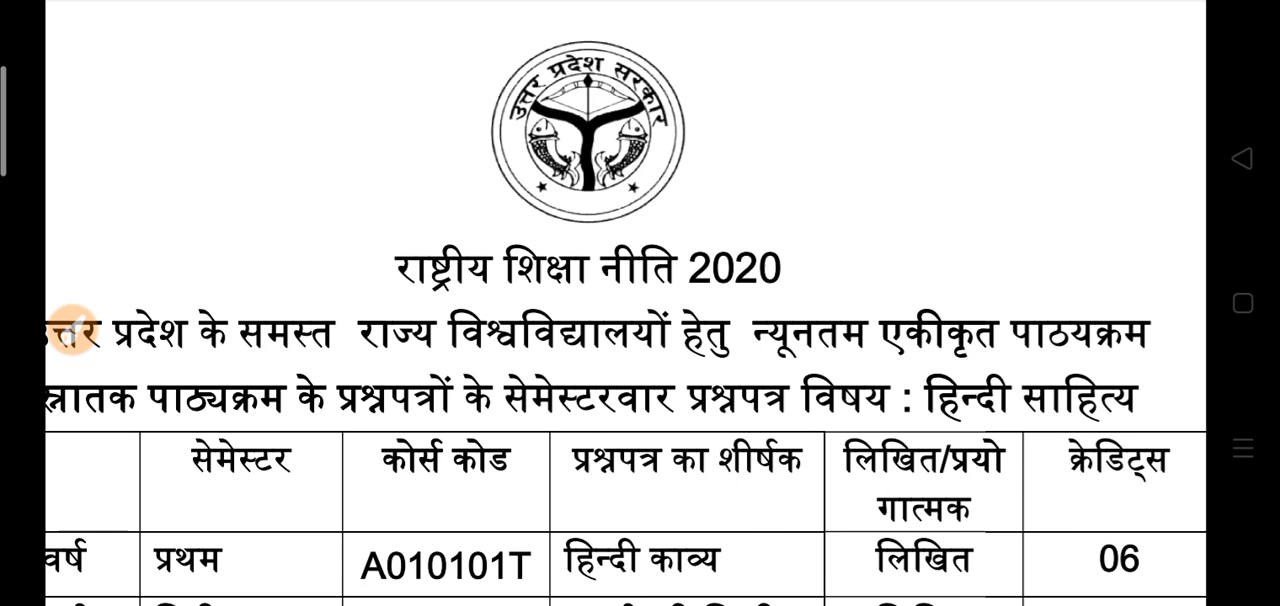 उत्तर प्रदेश सरकार
राष्ट्रीय शिक्षा नीति 2020
प्रदेश के समस्त राज्य विश्वविद्यालयों हेतु न्यूनतम एकीकृत पाठयक्रम
स्नातक पाठ्यक्रम के प्रश्नपत्रों के सेमेस्टरवार प्रश्नपत्र विषय : हिन्दी साहित्य
सेमेस्टर कोर्स कोड प्रश्नपत्र का शीर्षक लिखित/प्रयो क्रेडिट्स
गात्मक
वर्ष प्रथम A010101T हिन्दी काव्य लिखित 06